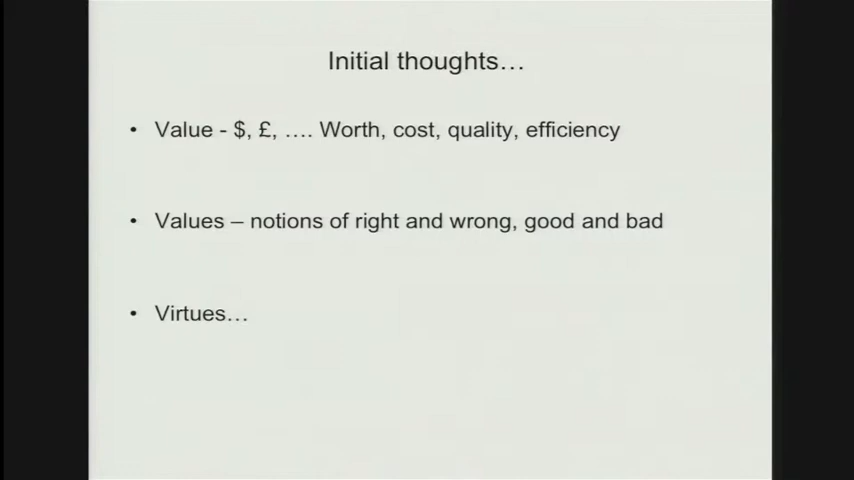 Initial thoughts…
• Value - $, £, …. Worth, cost, quality, efficiency
• Values – notions of right and wrong, good and bad
• Virtues…